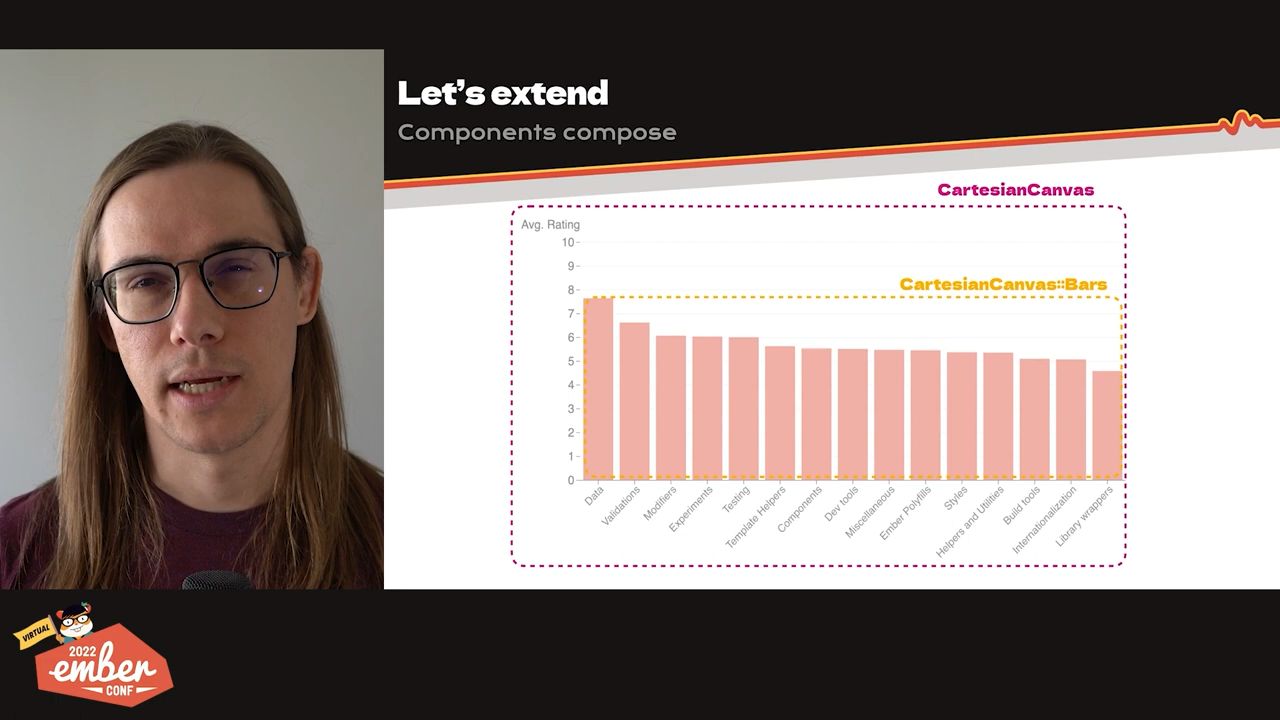 Let's extend
Components compose
CartesianCanvas
Avg. Rating
CartesianCanvas::Bars
10
9
8
7
6
5
4
3
2
1
0
Data
Validations
Modifiers
Experiments
Testing
Template Helpers
Components
Dev tools
Miscellaneous
Ember Polyfills
Styles
Helpers and Utilities
Build tools
Internationalization
Library wrappers
VIRTUAL
2022
ember
CONF